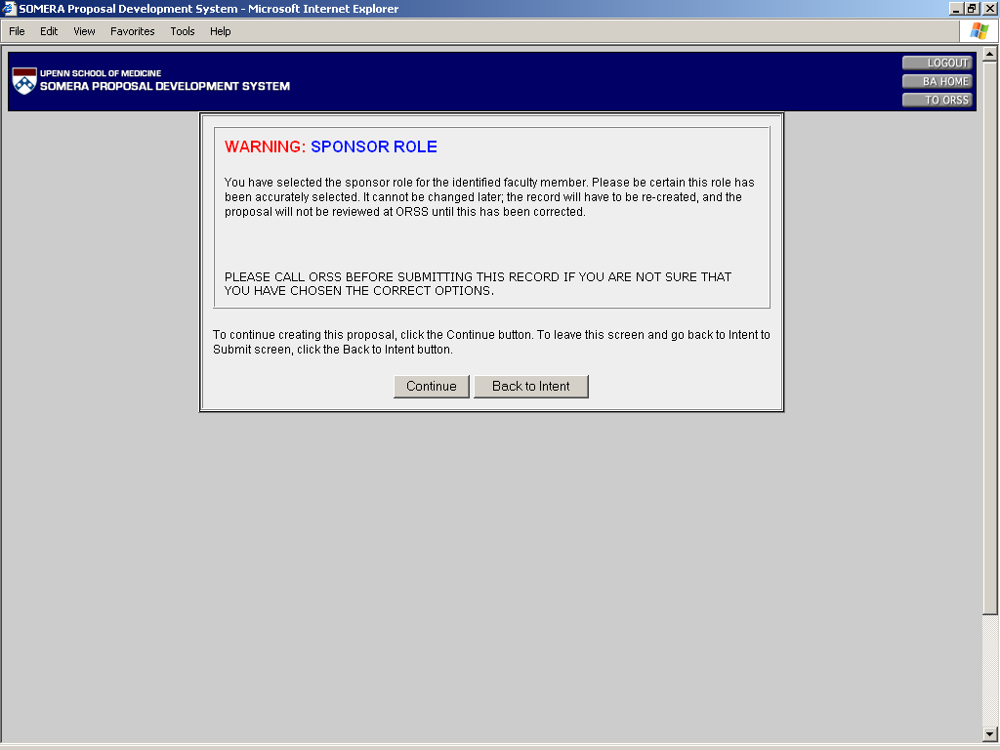 SOMERA Proposal Development System - Microsoft Internet Explorer
File Edit View Favorites Tools Help
UPENN SCHOOL OF MEDICINE
SOMERA PROPOSAL DEVELOPMENT SYSTEM
LOGOUT
BA HOME
TO ORSS
WARNING: SPONSOR ROLE
You have selected the sponsor role for the identified faculty member. Please be certain this role has
been accurately selected. It cannot be changed later; the record will have to be re-created, and the
proposal will not be reviewed at ORSS until this has been corrected.
PLEASE CALL ORSS BEFORE SUBMITTING THIS RECORD IF YOU ARE NOT SURE THAT
YOU HAVE CHOSEN THE CORRECT OPTIONS.
To continue creating this proposal, click the Continue button. To leave this screen and go back to Intent to
Submit screen, click the Back to Intent button.
Continue Back to Intent